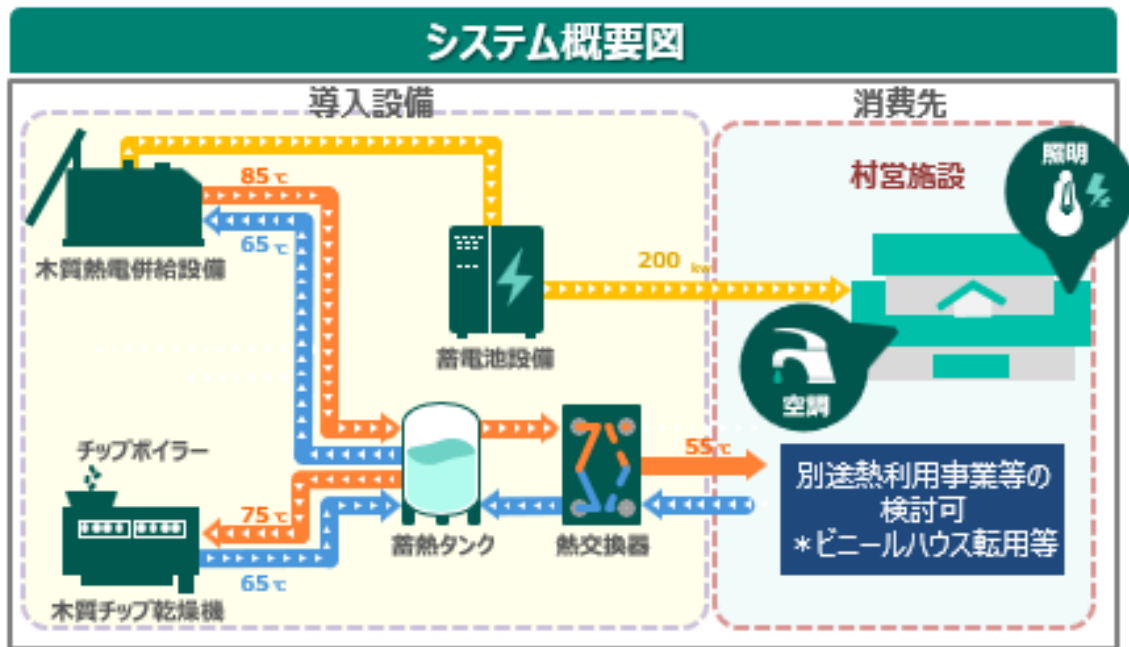 システム概要図
導入設備
消費先
照明
村営施設
85℃
65℃
木質熱電併給設備
200 kw
蓄電池設備
空調
チップボイラー
55℃
別途熱利用事業等の
検討可
*ビニールハウス転用等
75℃
蓄熱タンク
熱交換器
65℃
木質チップ乾燥機